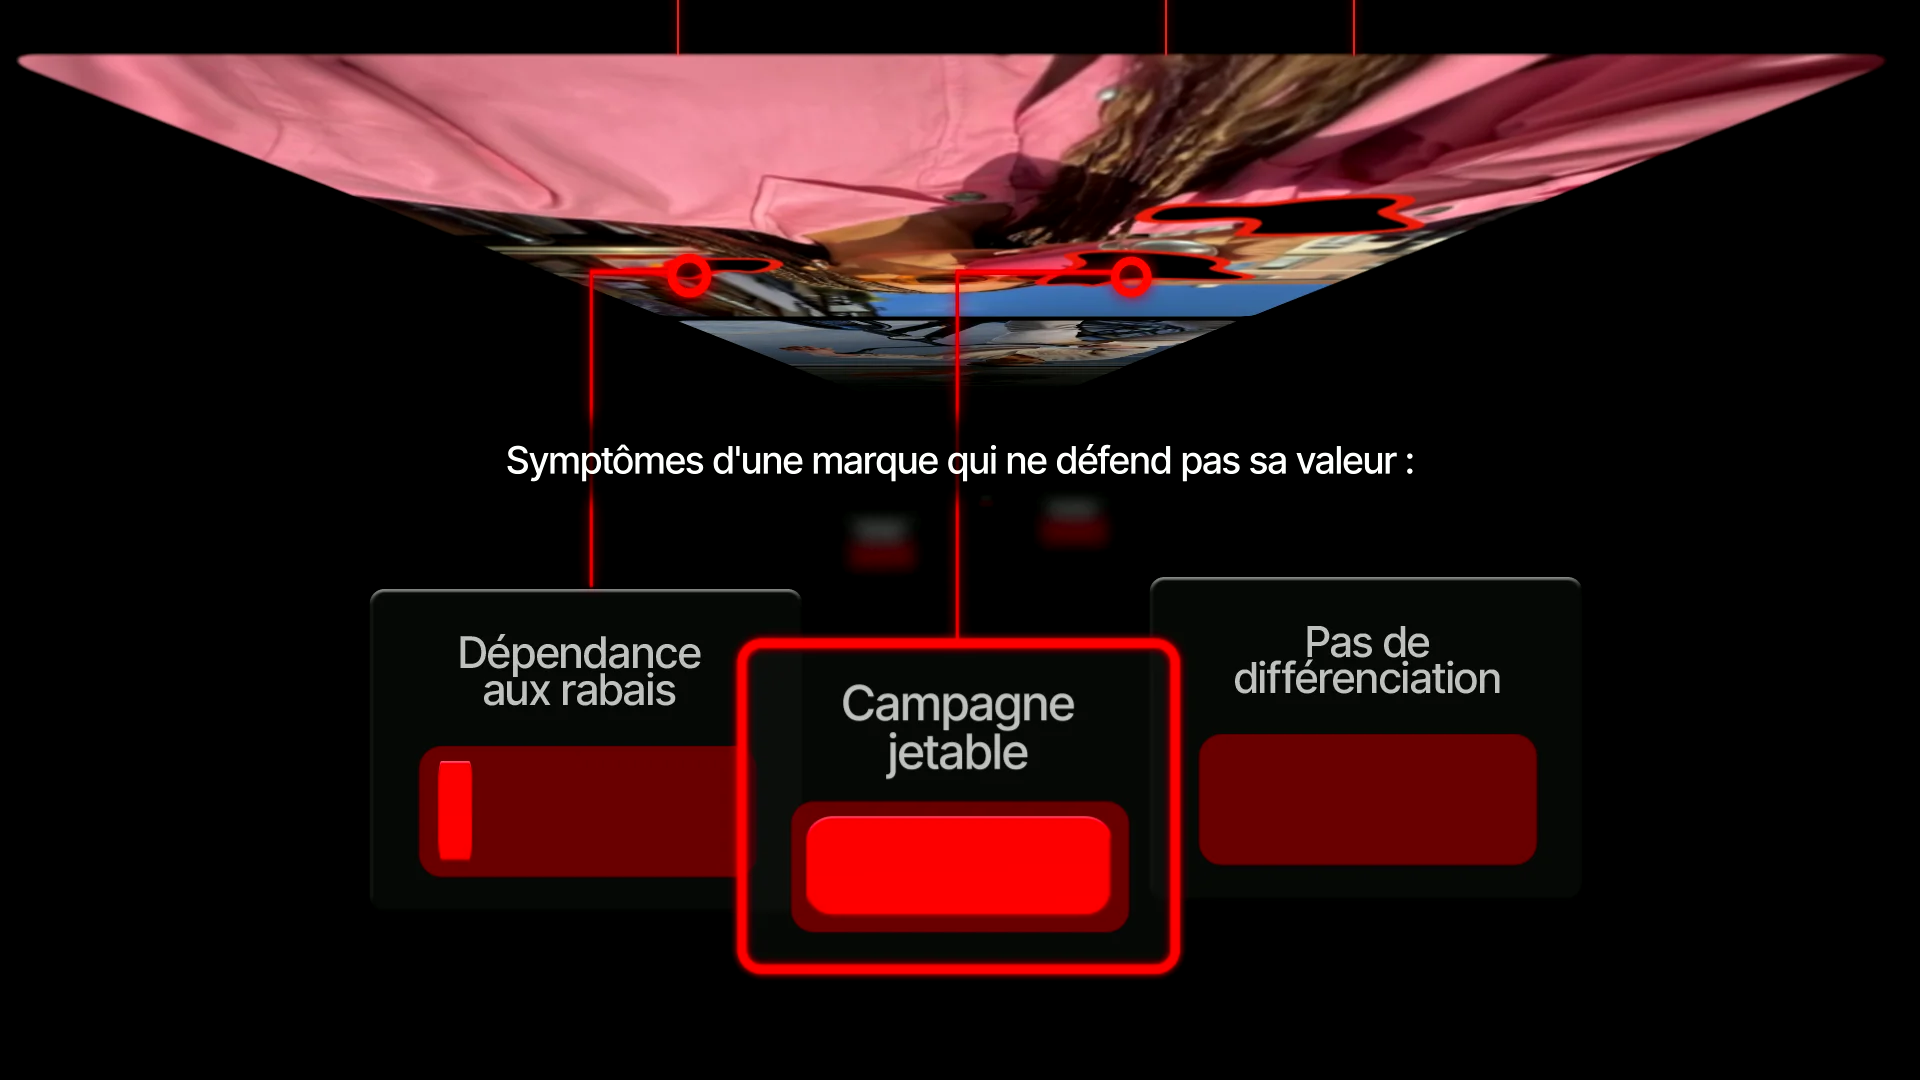 Symptômes d'une marque qui ne défend pas sa valeur :
Dépendance
aux rabais
Campagne
jetable
Pas de
différenciation